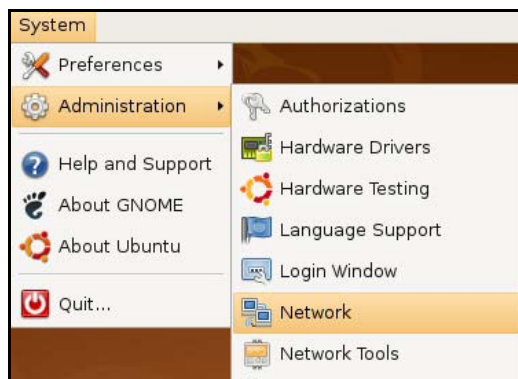 System
Preferences
Administration
Help and Support
About GNOME
About Ubuntu
Quit...
Authorizations
Hardware Drivers
Hardware Testing
Language Support
Login Window
Network
Network Tools